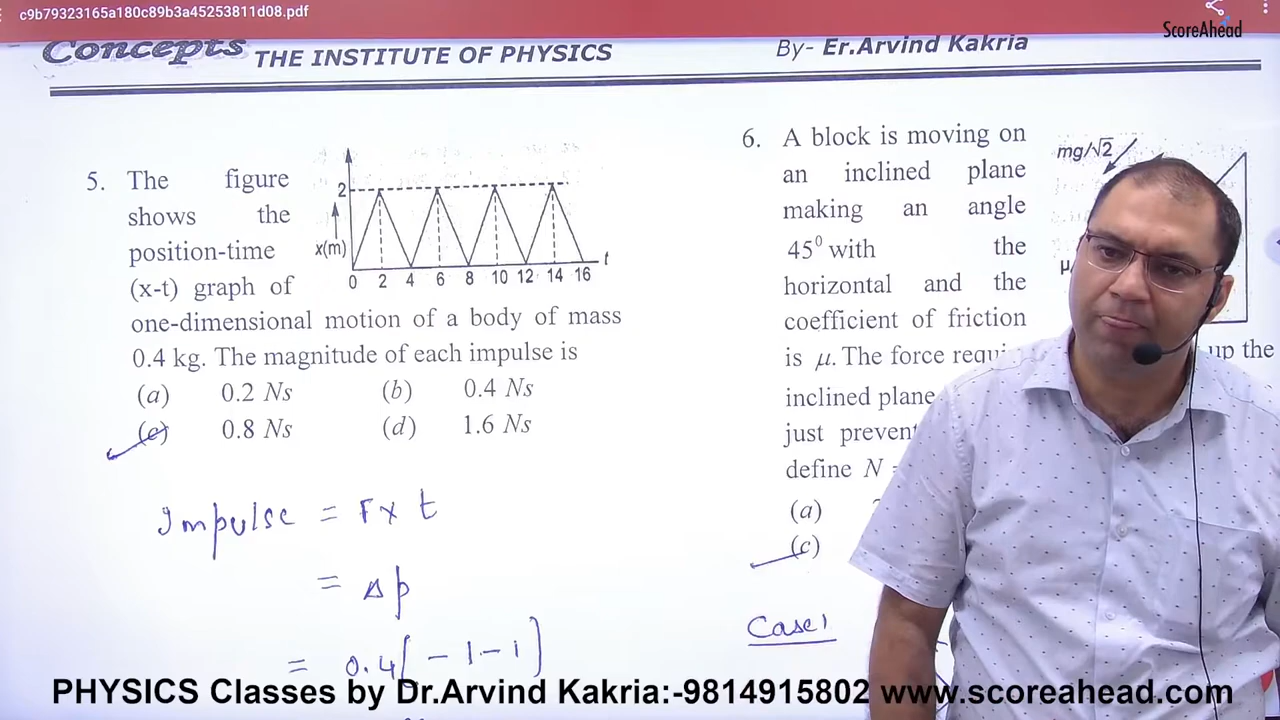 c9b79323165a180c89b3a45253811d08.pdf
ScoreAhead
Concepts THE INSTITUTE OF PHYSICS
By- Er.Arvind Kakria
5. The figure
shows the
position-time
(x-t) graph of
one-dimensional motion of a body of mass
0.4 kg. The magnitude of each impulse is
(a) 0.2 Ns (b) 0.4 Ns
(c) 0.8 Ns (d) 1.6 Ns
2
x(m)
t
0 2 4 6 8 10 12 14 16
Impulse = F x t
= Δp
= 0.4[ - 1 - 1 ]
6. A block is moving on
an inclined plane
making an angle
45⁰ with the
horizontal and the
coefficient of friction
is μ. The force
up the
inclined plane
just
define N =
(a)
(c)
mg/√2
μ
Case 1
PHYSICS Classes by Dr.Arvind Kakria:-9814915802 www.scoreahead.com